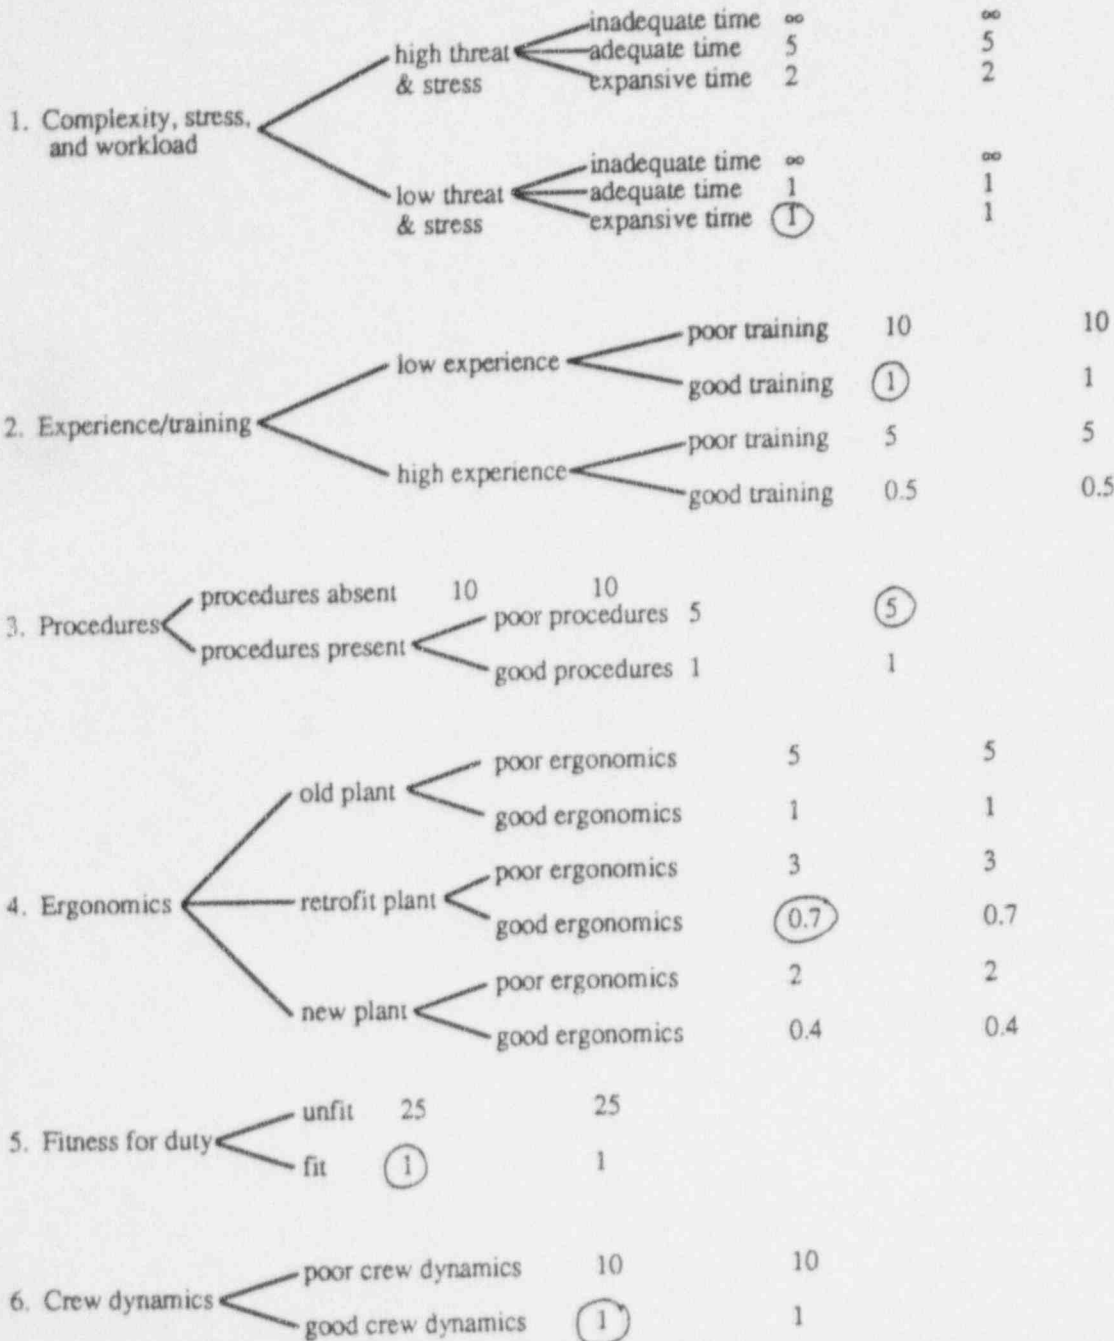 inadequate time ∞ ∞
high threat adequate time 5 5
& stress expansive time 2 2
1. Complexity, stress,
and workload
inadequate time ∞ ∞
low threat adequate time 1 1
& stress expansive time 1 1
poor training 10 10
low experience
good training 1 1
2. Experience/training
poor training 5 5
high experience
good training 0.5 0.5
procedures absent 10 10
3. Procedures poor procedures 5 5
procedures present
good procedures 1 1
poor ergonomics 5 5
old plant
good ergonomics 1 1
poor ergonomics 3 3
4. Ergonomics retrofit plant
good ergonomics 0.7 0.7
poor ergonomics 2 2
new plant
good ergonomics 0.4 0.4
unfit 25 25
5. Fitness for duty
fit 1 1
poor crew dynamics 10 10
6. Crew dynamics
good crew dynamics 1 1